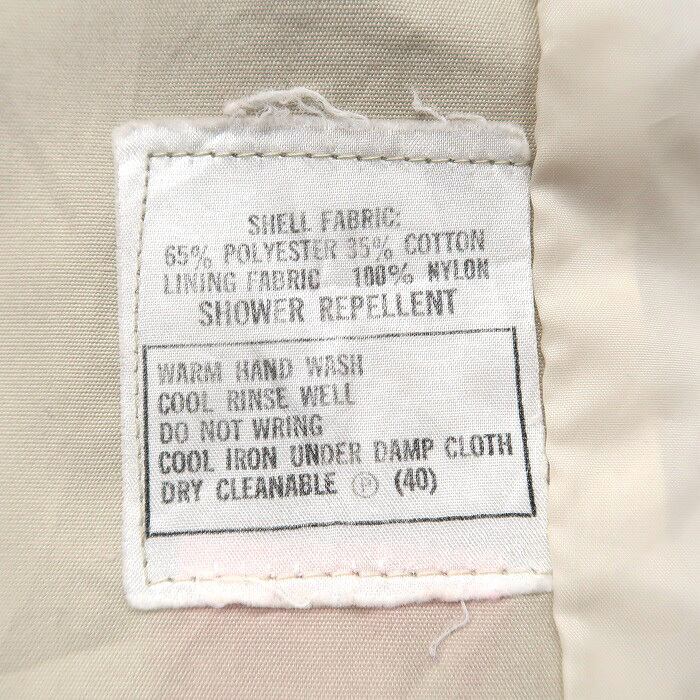 SHELL FABRIC:
65% POLYESTER 35% COTTON
LINING FABRIC 100% NYLON
SHOWER REPELLENT
WARM HAND WASH
COOL RINSE WELL
DO NOT WRING
COOL IRON UNDER DAMP CLOTH
DRY CLEANABLE Ⓟ (40)